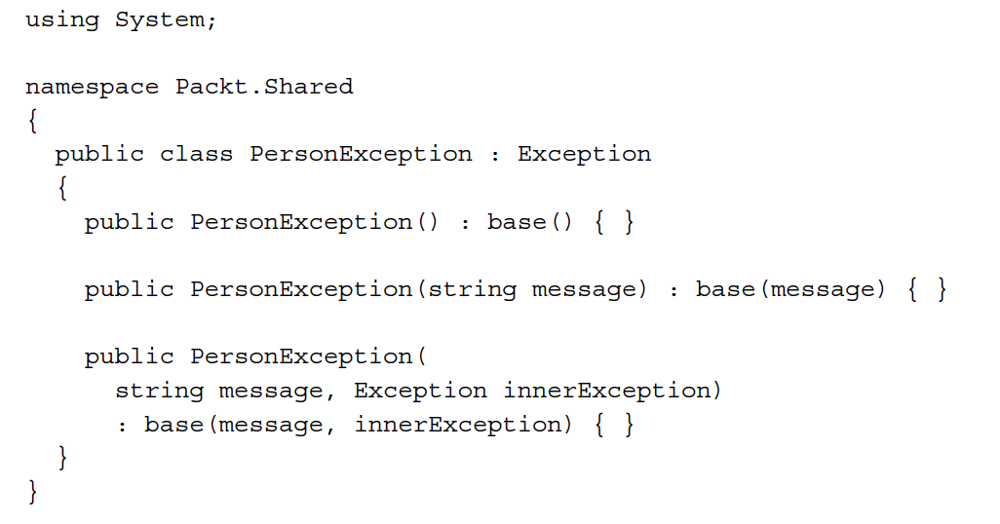 using System;

namespace Packt.Shared
{
  public class PersonException : Exception
  {
    public PersonException() : base() { }

    public PersonException(string message) : base(message) { }

    public PersonException(
      string message, Exception innerException)
      : base(message, innerException) { }
  }
}